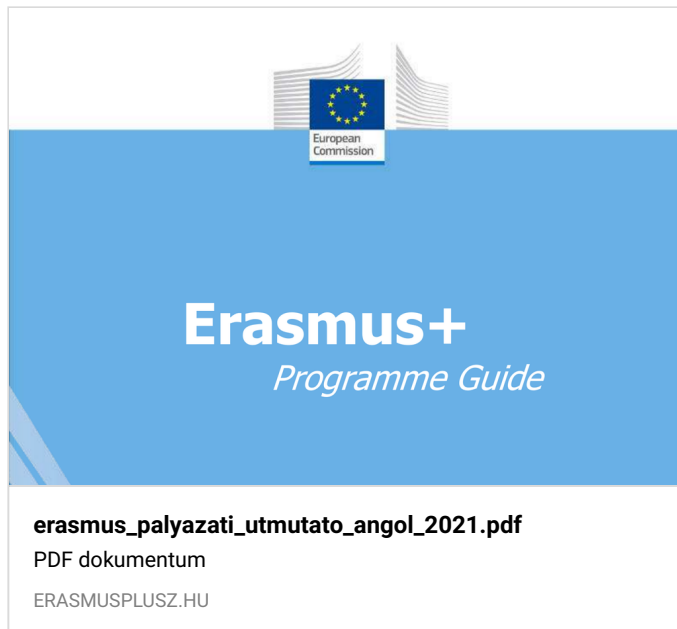 European
Commission
Erasmus+
Programme Guide
erasmus_palyazati_utmutato_angol_2021.pdf
PDF dokumentum
ERASMUSPLUSZ.HU